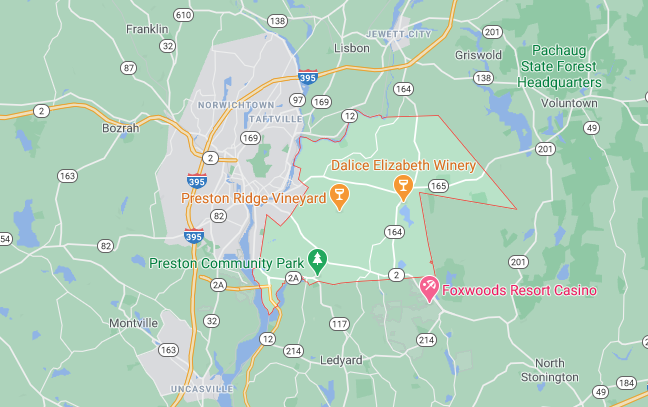 610
138
Franklin
32
JEWETT CITY
201
Lisbon
Griswold
Pachaug
State Forest
Headquarters
87
395
138
164
97
169
NORWICHTOWN
Voluntown
2
12
TAFTVILLE
Bozrah
169
49
201
2
Dalice Elizabeth Winery
163
395
165
Preston Ridge Vineyard
82
164
54
82
395
Preston Community Park
201
2A
2
2A
Foxwoods Resort Casino
Montville
32
117
12
214
163
214
Ledyard
North
Stonington
184
49
201
UNCASVILLE